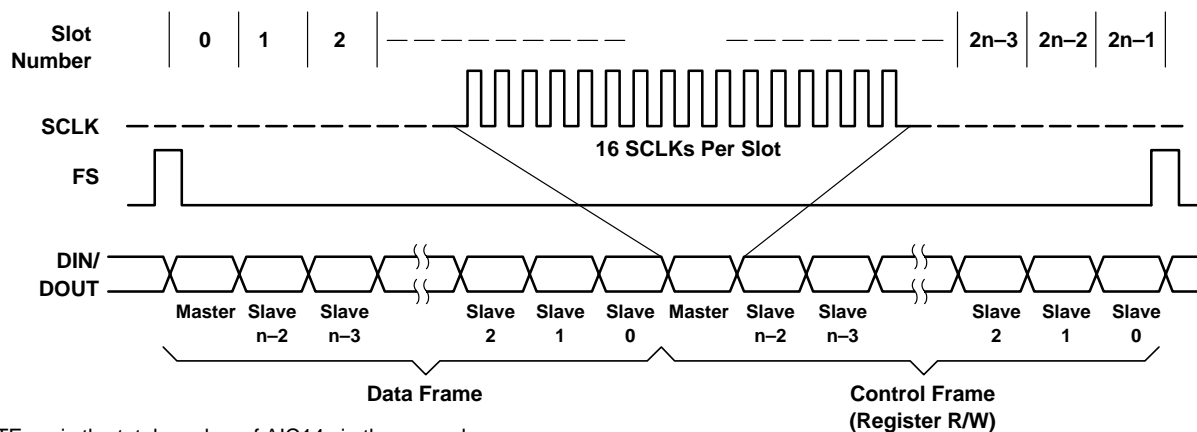 Slot Number
0 1 2 2n–3 2n–2 2n–1
SCLK
16 SCLKs Per Slot
FS
DIN/
DOUT
Master Slave n–2 Slave n–3 Slave 2 Slave 1 Slave 0 Master Slave n–2 Slave n–3 Slave 2 Slave 1 Slave 0
Data Frame
Control Frame
(Register R/W)